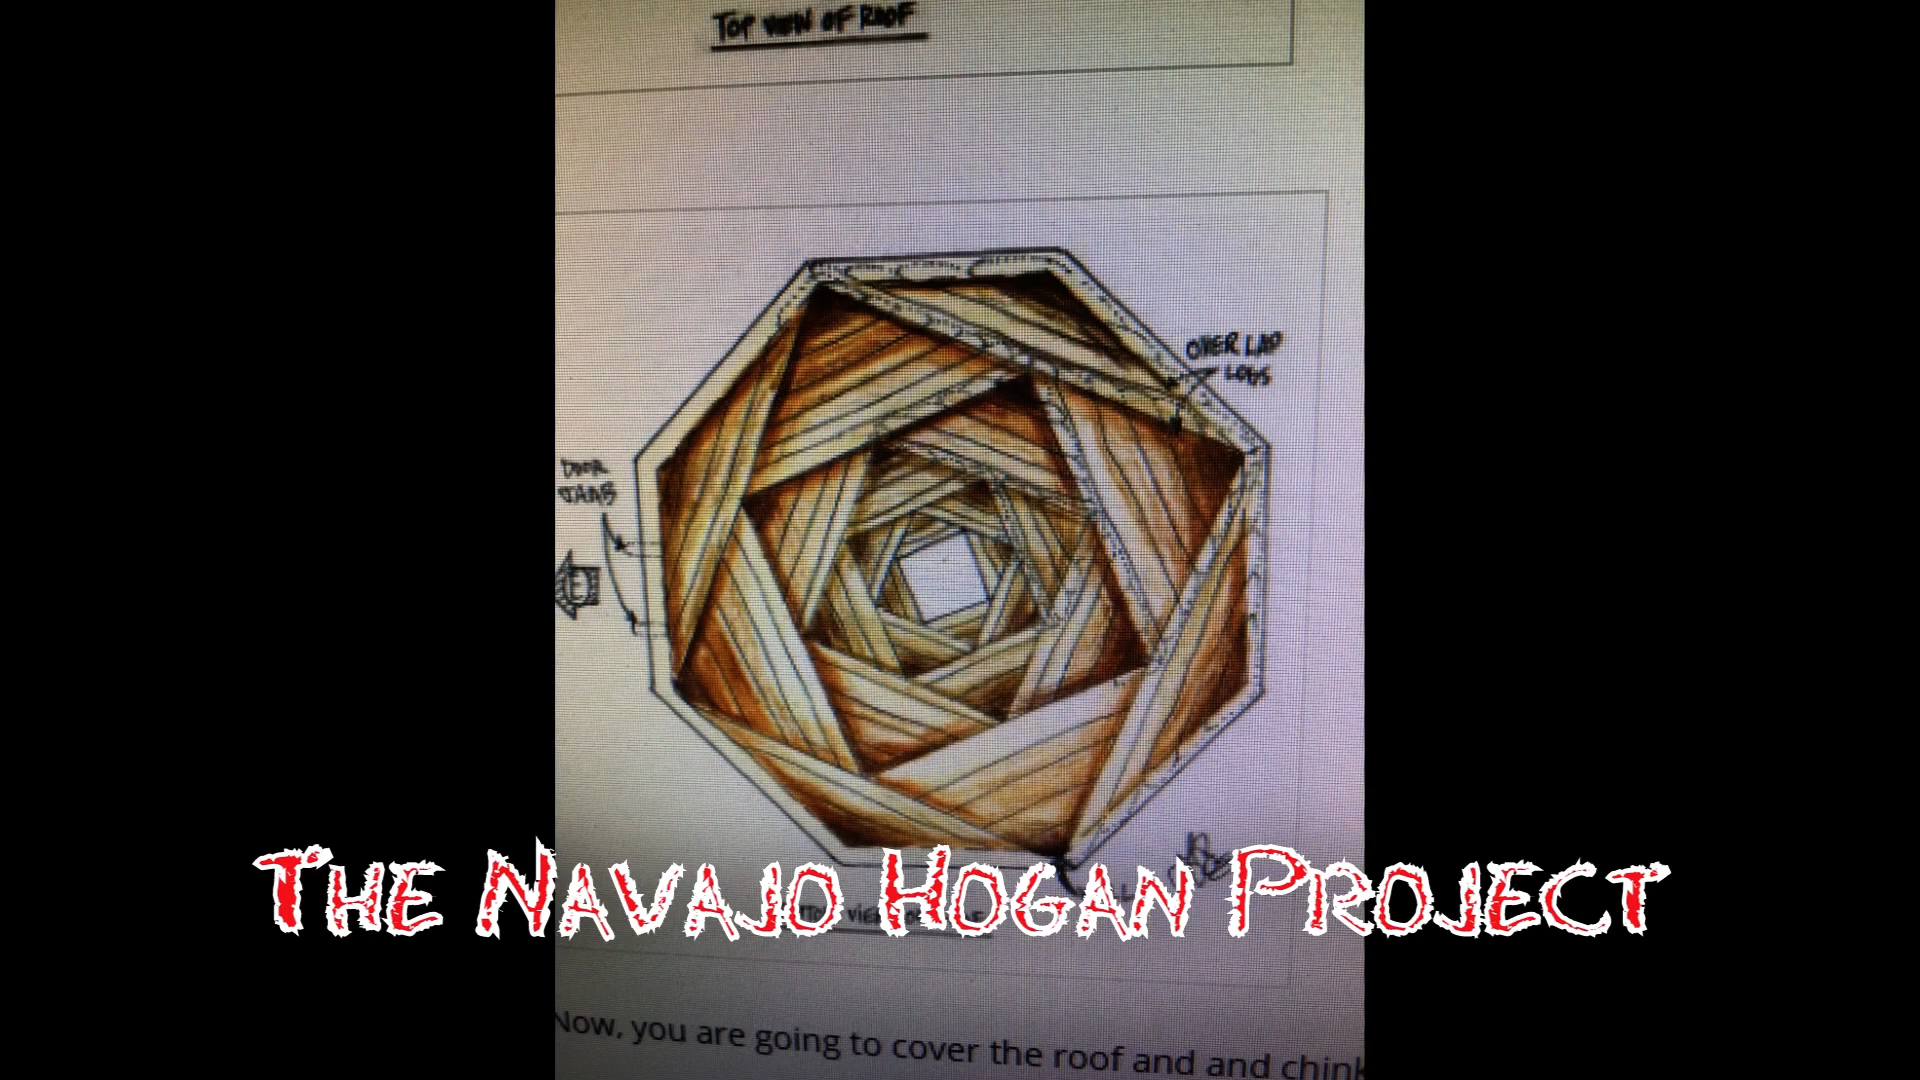 TOP VIEW OF ROOF
OVER LAP
LOGS
DOOR
JAMB
E
The Navajo Hogan Project
Now, you are going to cover the roof and and chink